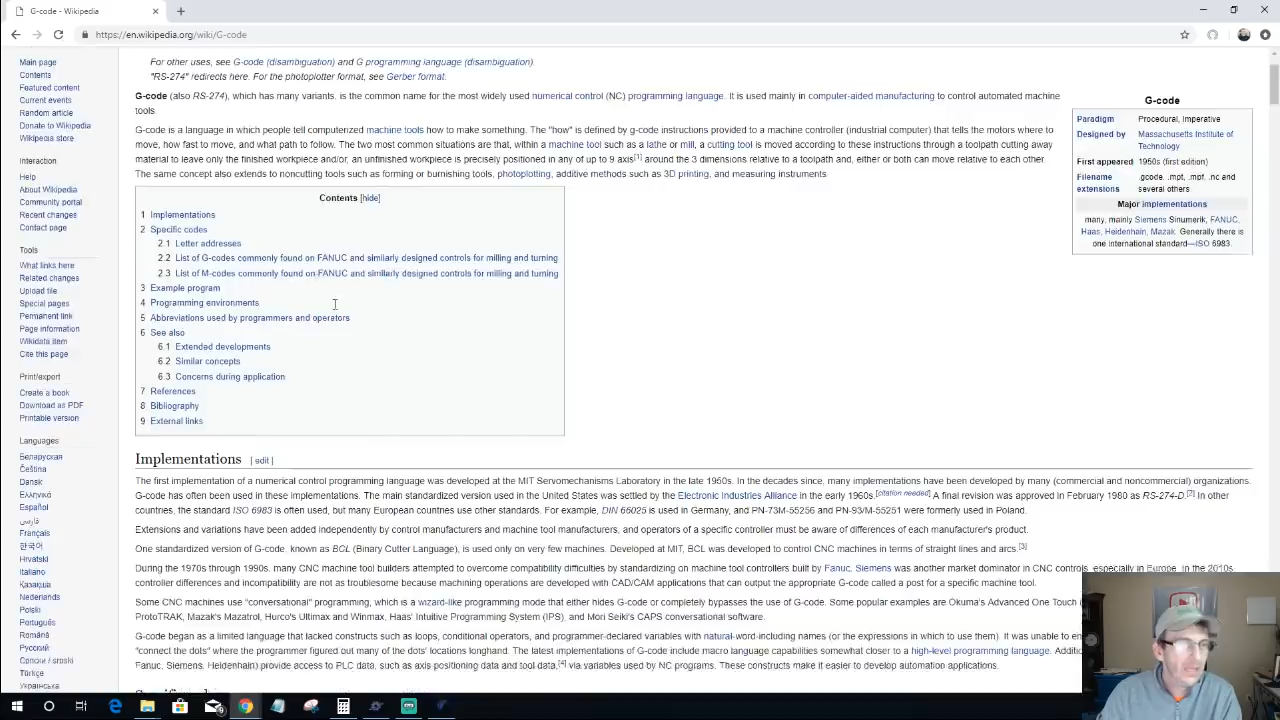 G-code - Wikipedia
https://en.wikipedia.org/wiki/G-code
Main page
Contents
Featured content
Current events
Random article
Donate to Wikipedia
Wikipedia store
Interaction
Help
About Wikipedia
Community portal
Recent changes
Contact page
Tools
What links here
Related changes
Upload file
Special pages
Permanent link
Page information
Wikidata item
Cite this page
Print/export
Create a book
Download as PDF
Printable version
Languages
Беларуская
Čeština
Dansk
Ελληνικά
Español
فارسی
Français
한국어
Hrvatski
Italiano
Қазақша
Nederlands
Polski
Português
Română
Slovenčina
Српски / srpski
Türkçe
Українська
For other uses, see G-code (disambiguation) and G programming language (disambiguation).
"RS-274" redirects here. For the photoplotter format, see Gerber format.
G-code (also RS-274), which has many variants, is the common name for the most widely used numerical control (NC) programming language. It is used mainly in computer-aided manufacturing to control automated machine
tools.
G-code is a language in which people tell computerized machine tools how to make something. The "how" is defined by g-code instructions provided to a machine controller (industrial computer) that tells the motors where to
move, how fast to move, and what path to follow. The two most common situations are that, within a machine tool such as a lathe or mill, a cutting tool is moved according to these instructions through a toolpath cutting away
material to leave only the finished workpiece and/or, an unfinished workpiece is precisely positioned in any of up to 9 axis[1] around the 3 dimensions relative to a toolpath and, either or both can move relative to each other.
The same concept also extends to noncutting tools such as forming or burnishing tools, photoplotting, additive methods such as 3D printing, and measuring instruments.
G-code
Paradigm Procedural, Imperative
Designed by Massachusetts Institute of
Technology
First appeared 1950s (first edition)
Filename .gcode, .mpt, .mpf, .nc and
extensions several others
Major implementations
many, mainly Siemens Sinumerik, FANUC,
Haas, Heidenhain, Mazak. Generally there is
one international standard—ISO 6983.
Contents [hide]
1 Implementations
2 Specific codes
2.1 Letter addresses
2.2 List of G-codes commonly found on FANUC and similarly designed controls for milling and turning
2.3 List of M-codes commonly found on FANUC and similarly designed controls for milling and turning
3 Example program
4 Programming environments
5 Abbreviations used by programmers and operators
6 See also
6.1 Extended developments
6.2 Similar concepts
6.3 Concerns during application
7 References
8 Bibliography
9 External links
Implementations [ edit ]
The first implementation of a numerical control programming language was developed at the MIT Servomechanisms Laboratory in the late 1950s. In the decades since, many implementations have been developed by many (commercial and noncommercial) organizations.
G-code has often been used in these implementations. The main standardized version used in the United States was settled by the Electronic Industries Alliance in the early 1960s.[citation needed] A final revision was approved in February 1980 as RS-274-D.[2] In other
countries, the standard ISO 6983 is often used, but many European countries use other standards. For example, DIN 66025 is used in Germany, and PN-73M-55256 and PN-93/M-55251 were formerly used in Poland.
Extensions and variations have been added independently by control manufacturers and machine tool manufacturers, and operators of a specific controller must be aware of differences of each manufacturer's product.
One standardized version of G-code, known as BCL (Binary Cutter Language), is used only on very few machines. Developed at MIT, BCL was developed to control CNC machines in terms of straight lines and arcs.[3]
During the 1970s through 1990s, many CNC machine tool builders attempted to overcome compatibility difficulties by standardizing on machine tool controllers built by Fanuc. Siemens was another market dominator in CNC controls, especially in Europe. In the 2010s,
controller differences and incompatibility are not as troublesome because machining operations are developed with CAD/CAM applications that can output the appropriate G-code called a post for a specific machine tool.
Some CNC machines use "conversational" programming, which is a wizard-like programming mode that either hides G-code or completely bypasses the use of G-code. Some popular examples are Okuma's Advanced One Touch
ProtoTRAK, Mazak's Mazatrol, Hurco's Ultimax and Winmax, Haas' Intuitive Programming System (IPS), and Mori Seiki's CAPS conversational software.
G-code began as a limited language that lacked constructs such as loops, conditional operators, and programmer-declared variables with natural-word-including names (or the expressions in which to use them). It was unable to
"connect the dots" where the programmer figured out many of the dots' locations longhand. The latest implementations of G-code include macro language capabilities somewhat closer to a high-level programming language.
Fanuc, Siemens, Heidenhain) provide access to PLC data, such as axis positioning data and tool data,[4] via variables used by NC programs. These constructs make it easier to develop automation applications.